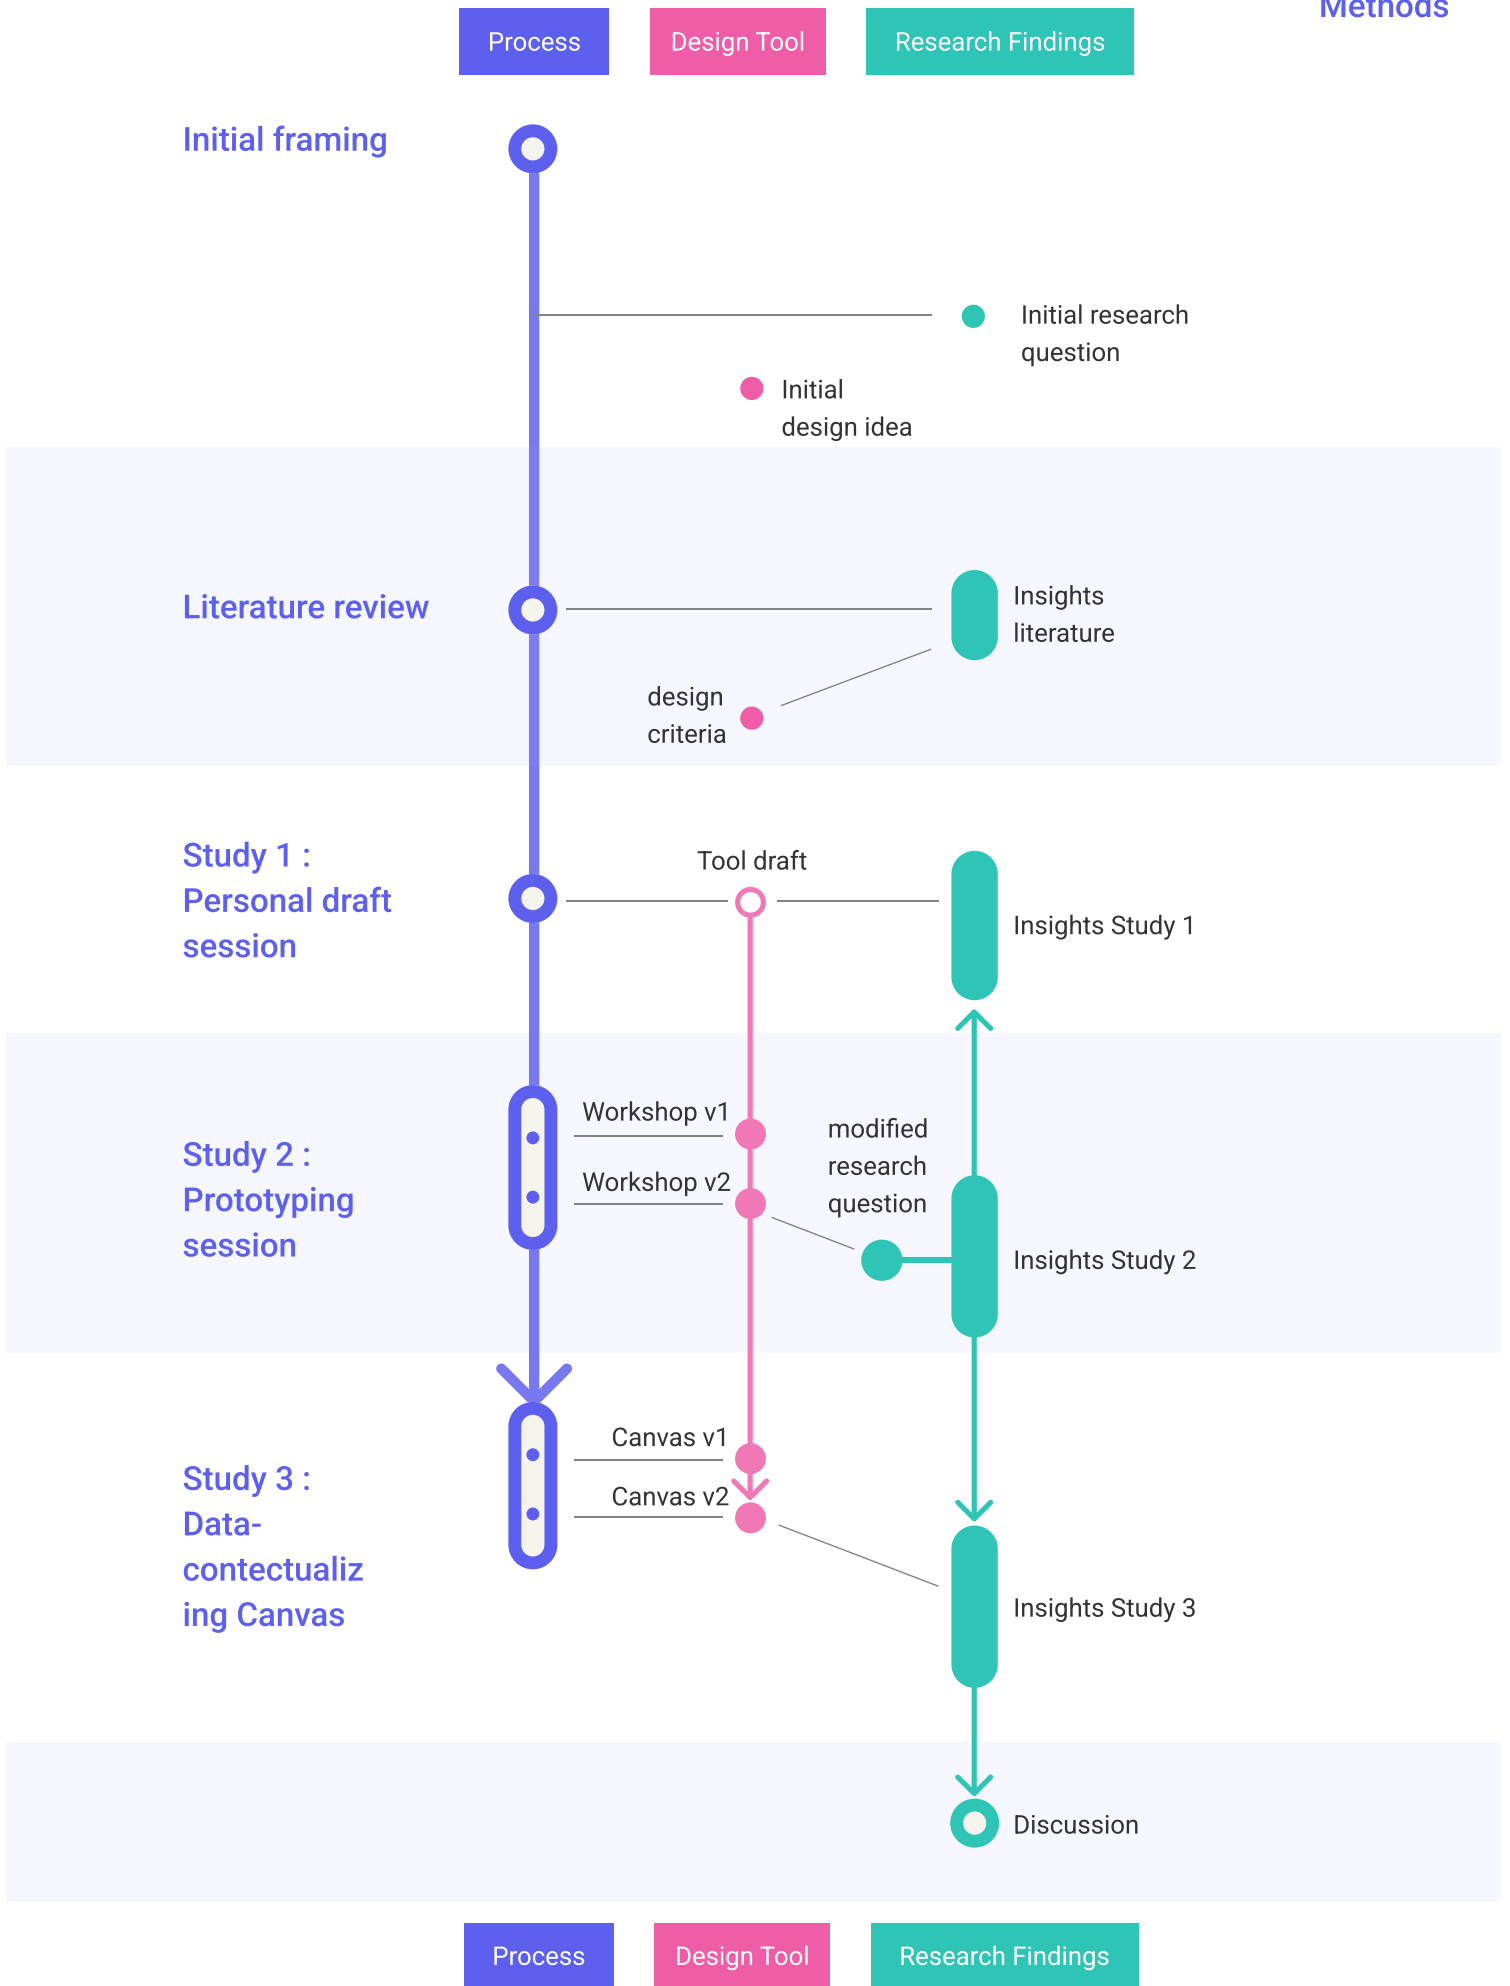 Methods
Process
Design Tool
Research Findings
Initial framing
Initial research
question
Initial
design idea
Literature review
Insights
literature
design
criteria
Study 1 :
Personal draft
session
Tool draft
Insights Study 1
Study 2 :
Prototyping
session
Workshop v1
Workshop v2
modified
research
question
Insights Study 2
Study 3 :
Data-
contectualiz
ing Canvas
Canvas v1
Canvas v2
Insights Study 3
Discussion
Process
Design Tool
Research Findings